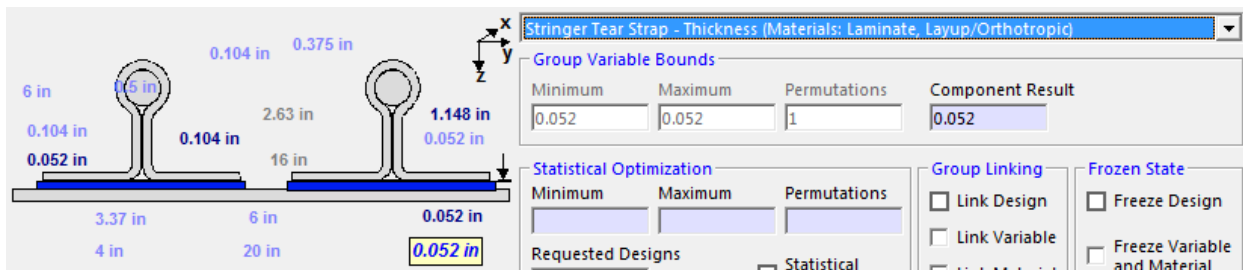 x
y
z
0.104 in
0.375 in
6 in
0.5 in
0.104 in
0.104 in
2.63 in
1.148 in
0.052 in
0.052 in
16 in
3.37 in
6 in
0.052 in
4 in
20 in
0.052 in
Stringer Tear Strap - Thickness (Materials: Laminate, Layup/Orthotropic)
Group Variable Bounds
Minimum Maximum Permutations Component Result
0.052 0.052 1 0.052
Statistical Optimization
Minimum Maximum Permutations
Requested Designs
Statistical
Group Linking
Link Design
Link Variable
Frozen State
Freeze Design
Freeze Variable
and Material